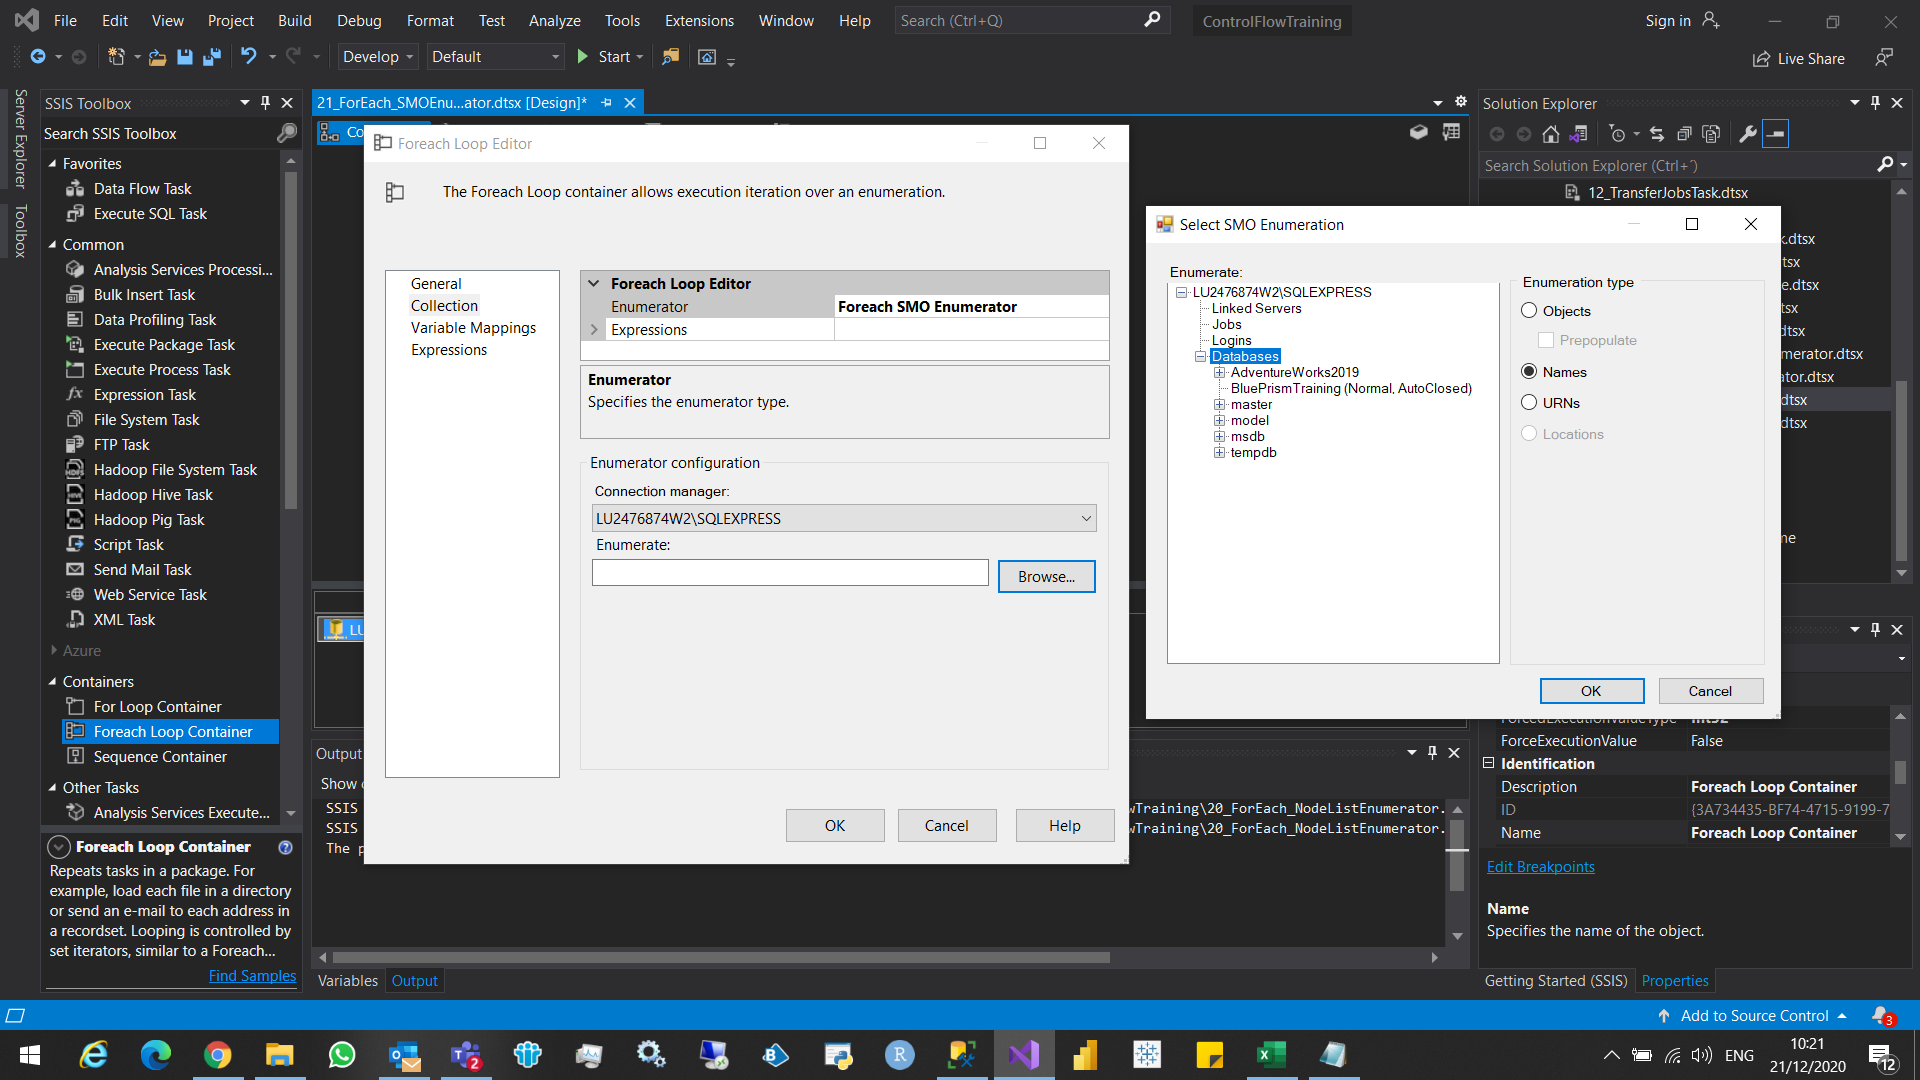 File Edit View Project Build Debug Format Test Analyze Tools Extensions Window Help Search (Ctrl+Q) ControlFlowTraining Sign in
Develop Default Start Live Share
Server Explorer
Toolbox
SSIS Toolbox
Search SSIS Toolbox
Favorites
Data Flow Task
Execute SQL Task
Common
Analysis Services Processi...
Bulk Insert Task
Data Profiling Task
Execute Package Task
Execute Process Task
Expression Task
File System Task
FTP Task
Hadoop File System Task
Hadoop Hive Task
Hadoop Pig Task
Script Task
Send Mail Task
Web Service Task
XML Task
Azure
Containers
For Loop Container
Foreach Loop Container
Sequence Container
Other Tasks
Analysis Services Execute...
Foreach Loop Container
Repeats tasks in a package. For
example, load each file in a directory
or send an e-mail to each address in
a recordset. Looping is controlled by
set iterators, similar to a Foreach...
Find Samples
21_ForEach_SMOEnu...ator.dtsx [Design]*
Co
Foreach Loop Editor
The Foreach Loop container allows execution iteration over an enumeration.
General
Collection
Variable Mappings
Expressions
Foreach Loop Editor
Enumerator Foreach SMO Enumerator
Expressions
Enumerator
Specifies the enumerator type.
Enumerator configuration
Connection manager:
LU2476874W2\SQLEXPRESS
Enumerate:
Browse...
OK Cancel Help
LU
Output
Show
SSIS wTraining\20_ForEach_NodeListEnumerator.
SSIS wTraining\20_ForEach_NodeListEnumerator.
The p
Variables Output
Select SMO Enumeration
Enumerate:
LU2476874W2\SQLEXPRESS
Linked Servers
Jobs
Logins
Databases
AdventureWorks2019
BluePrismTraining (Normal, AutoClosed)
master
model
msdb
tempdb
Enumeration type
Objects
Prepopulate
Names
URNs
Locations
OK Cancel
Solution Explorer
Search Solution Explorer (Ctrl+´)
12_TransferJobsTask.dtsx
k.dtsx
tsx
e.dtsx
tsx
dtsx
merator.dtsx
ator.dtsx
dtsx
dtsx
me
ForcedExecutionValueType Int32
ForceExecutionValue False
Identification
Description Foreach Loop Container
ID {3A734435-BF74-4715-9199-7
Name Foreach Loop Container
Edit Breakpoints
Name
Specifies the name of the object.
Getting Started (SSIS) Properties
Add to Source Control 3
2 ENG 10:21
21/12/2020 12